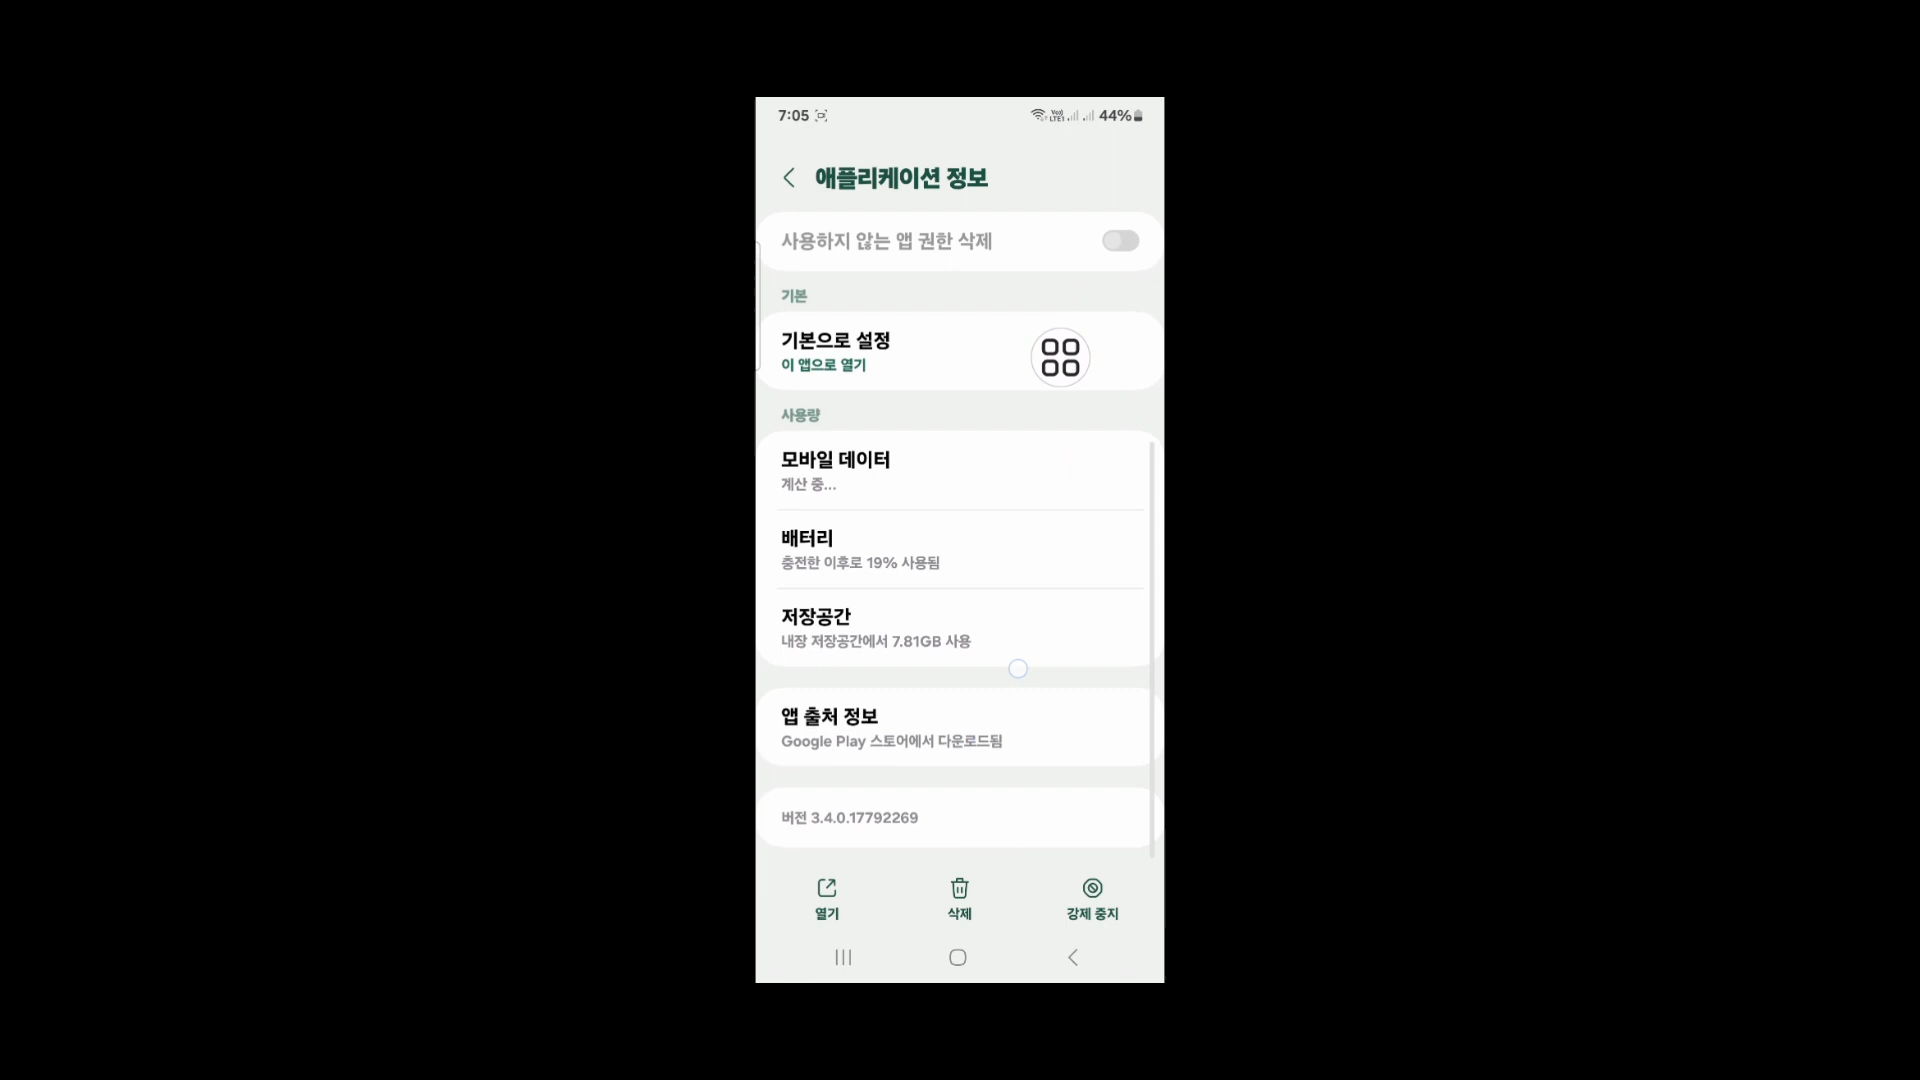 7:05 44%
애플리케이션 정보
사용하지 않는 앱 권한 삭제
기본
기본으로 설정
이 앱으로 열기
사용량
모바일 데이터
계산 중...
배터리
충전한 이후로 19% 사용됨
저장공간
내장 저장공간에서 7.81GB 사용
앱 출처 정보
Google Play 스토어에서 다운로드됨
버전 3.4.0.17792269
열기 삭제 강제 중지